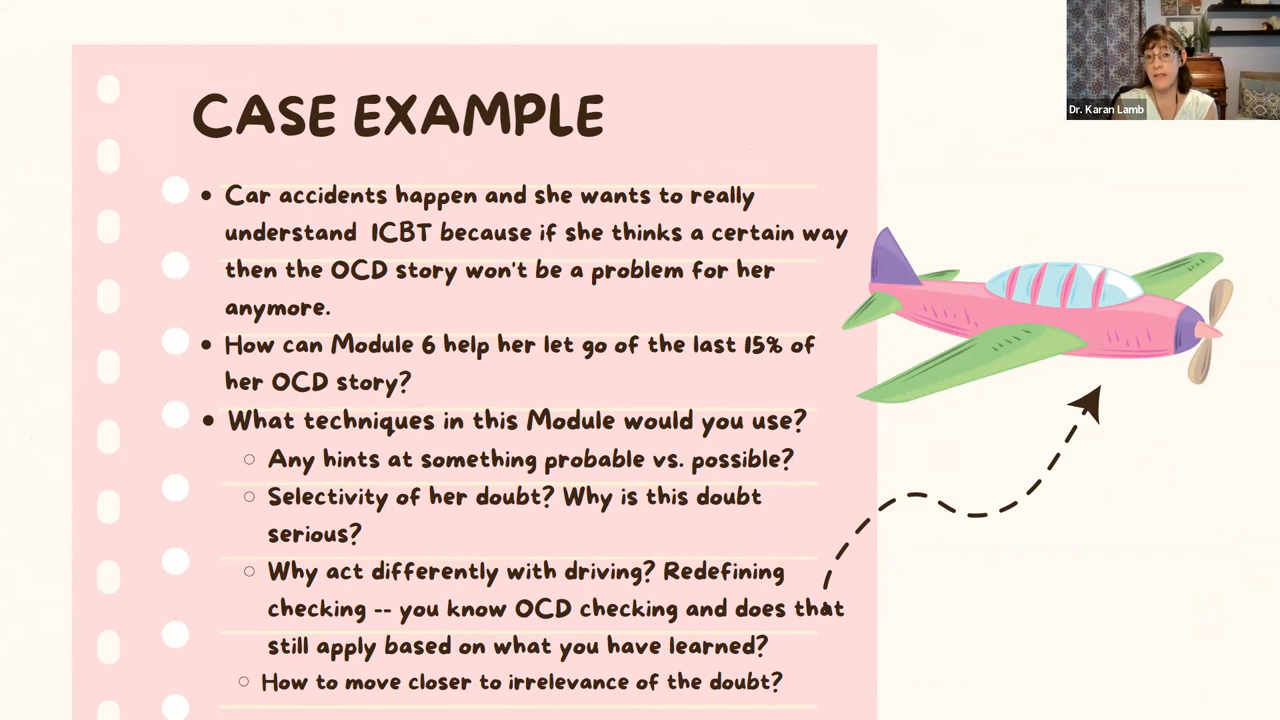 CASE EXAMPLE
Dr. Karan Lamb
• Car accidents happen and she wants to really
understand ICBT because if she thinks a certain way
then the OCD story won't be a problem for her
anymore.
• How can Module 6 help her let go of the last 15% of
her OCD story?
• What techniques in this Module would you use?
○ Any hints at something probable vs. possible?
○ Selectivity of her doubt? Why is this doubt
serious?
○ Why act differently with driving? Redefining
checking -- you know OCD checking and does that
still apply based on what you have learned?
○ How to move closer to irrelevance of the doubt?